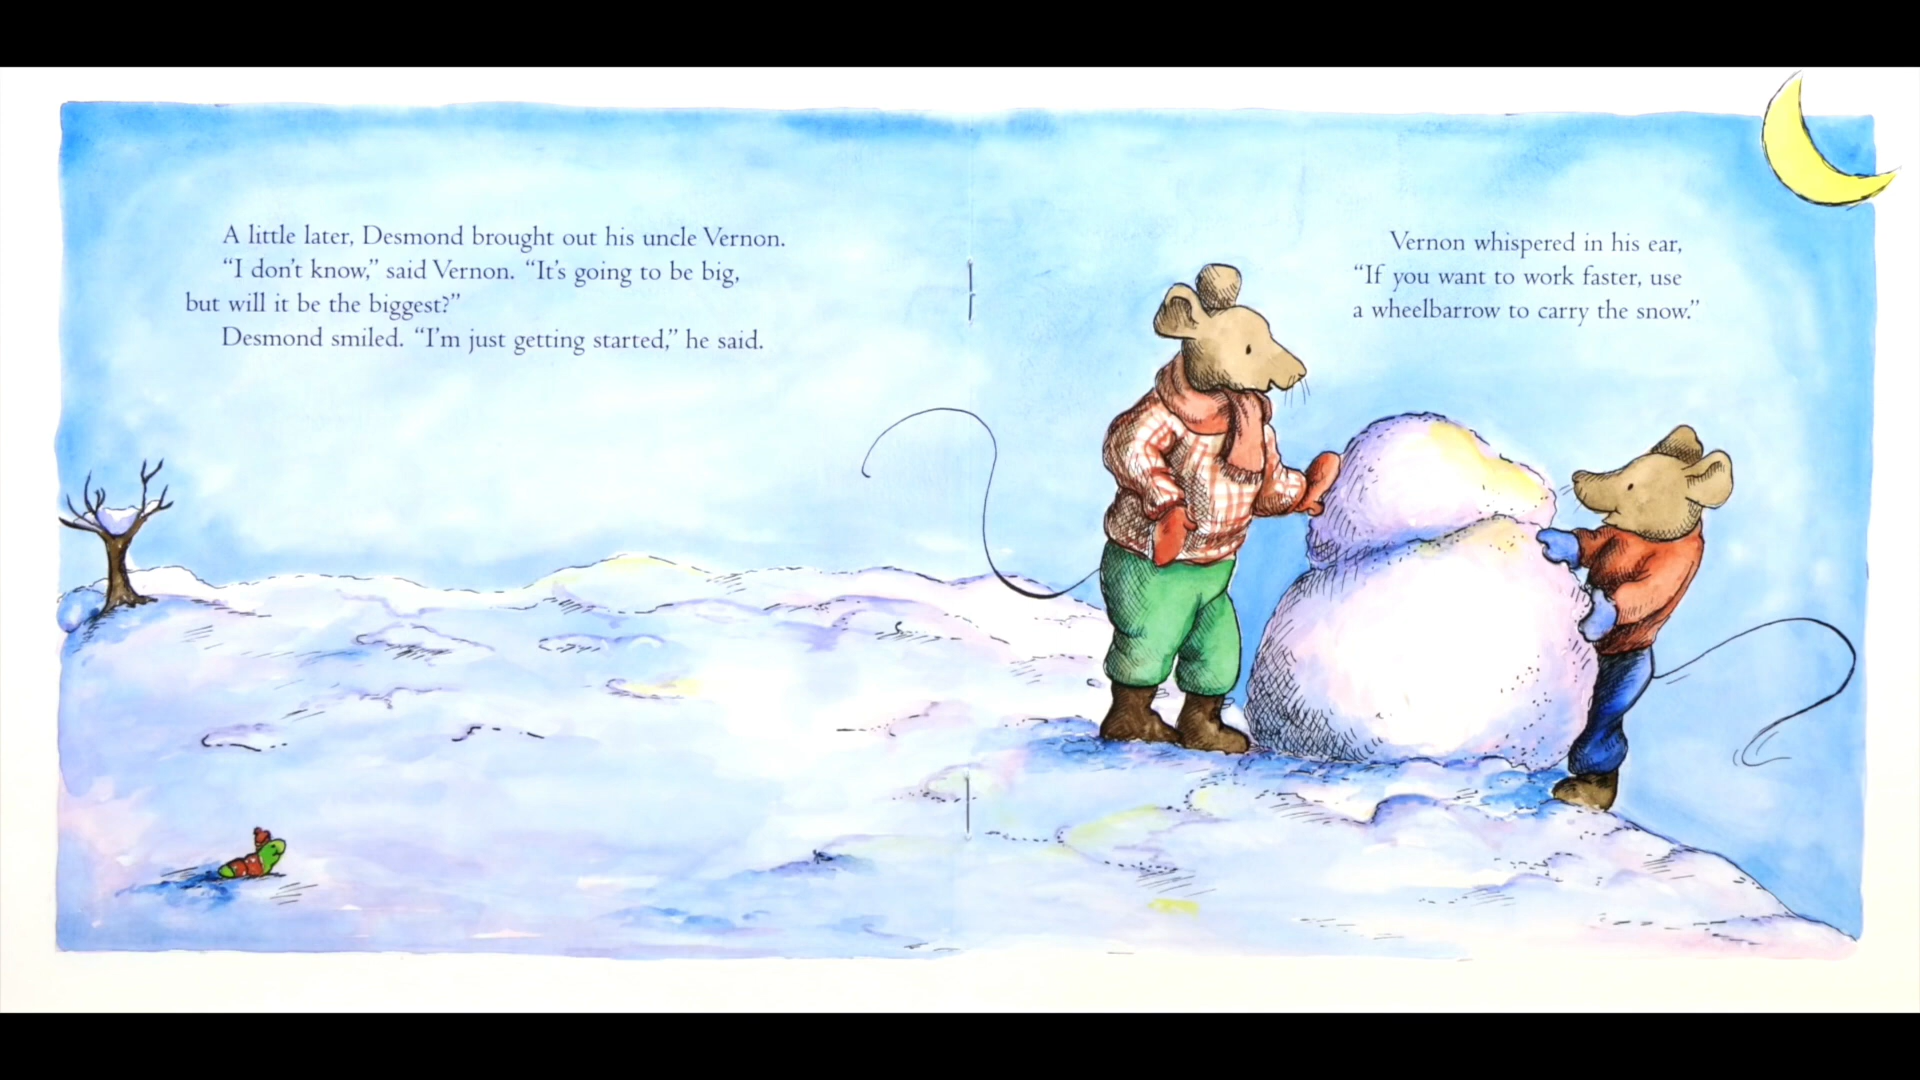 A little later, Desmond brought out his uncle Vernon.
“I don’t know,” said Vernon. “It’s going to be big,
but will it be the biggest?”
Desmond smiled. “I’m just getting started,” he said.
Vernon whispered in his ear,
“If you want to work faster, use
a wheelbarrow to carry the snow.”